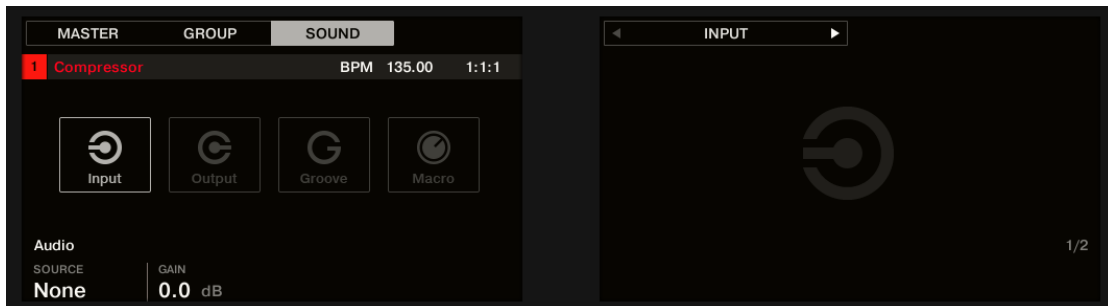 MASTER GROUP SOUND
1 Compressor BPM 135.00 1:1:1
Input Output Groove Macro
Audio
SOURCE GAIN
None 0.0 dB
INPUT
1/2